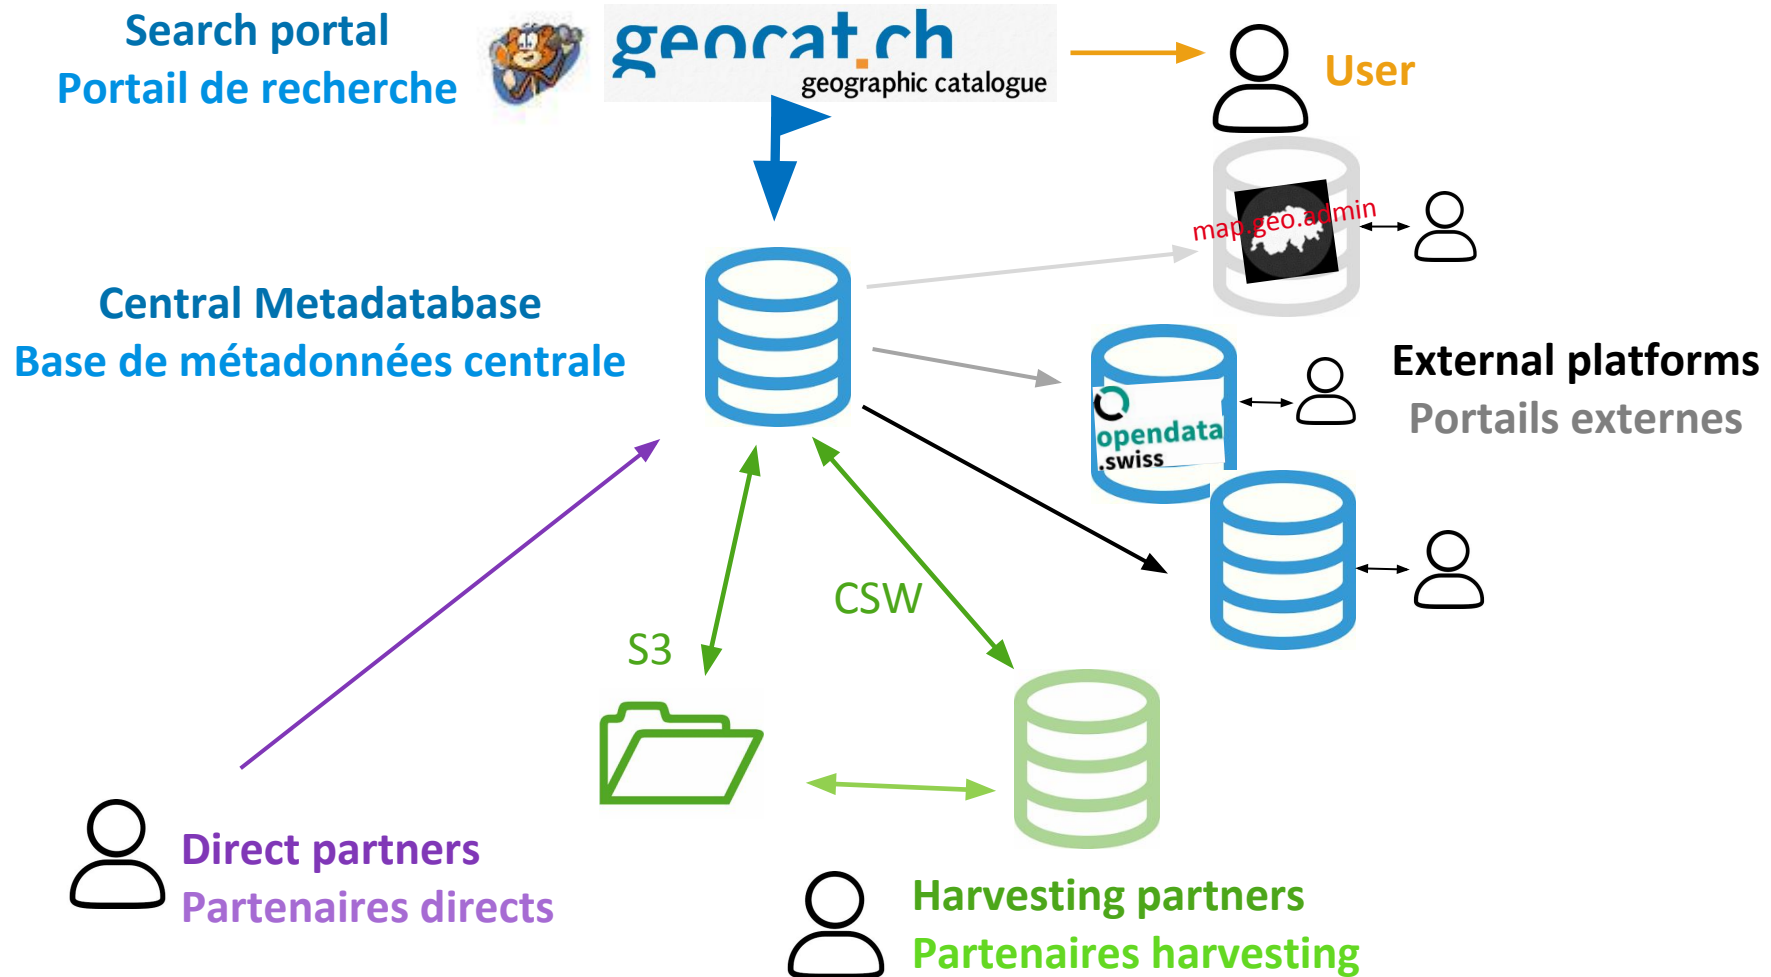 Search portal
Portail de recherche
geocat.ch
geographic catalogue
User
map.geo.admin
Central Metadatabase
Base de métadonnées centrale
External platforms
Portails externes
opendata
.swiss
CSW
S3
Direct partners
Partenaires directs
Harvesting partners
Partenaires harvesting